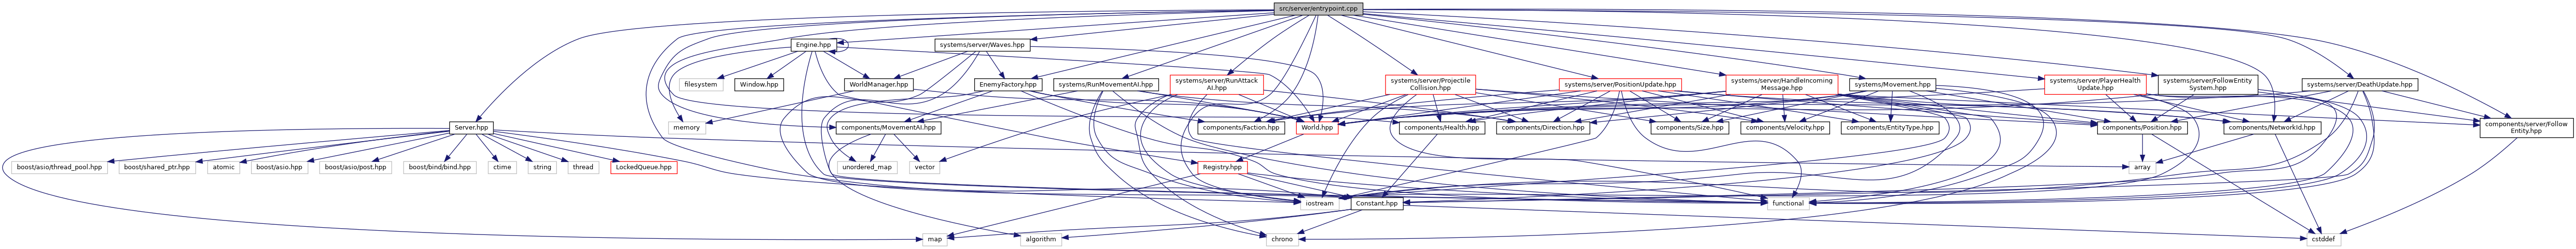 src/server/entrypoint.cpp
Engine.hpp
systems/server/Waves.hpp
filesystem
Window.hpp
WorldManager.hpp
EnemyFactory.hpp
systems/RunMovementAI.hpp
systems/server/RunAttack
AI.hpp
systems/server/Projectile
Collision.hpp
systems/server/PositionUpdate.hpp
systems/server/HandleIncoming
Message.hpp
systems/Movement.hpp
systems/server/PlayerHealth
Update.hpp
systems/server/FollowEntity
System.hpp
systems/server/DeathUpdate.hpp
Server.hpp
memory
components/MovementAI.hpp
components/Faction.hpp
World.hpp
components/Health.hpp
components/Direction.hpp
components/Size.hpp
components/Velocity.hpp
components/EntityType.hpp
components/Position.hpp
components/NetworkId.hpp
components/server/Follow
Entity.hpp
boost/asio/thread_pool.hpp
boost/shared_ptr.hpp
atomic
boost/asio.hpp
boost/asio/post.hpp
boost/bind/bind.hpp
ctime
string
thread
LockedQueue.hpp
unordered_map
vector
Registry.hpp
array
iostream
Constant.hpp
functional
map
algorithm
chrono
cstddef